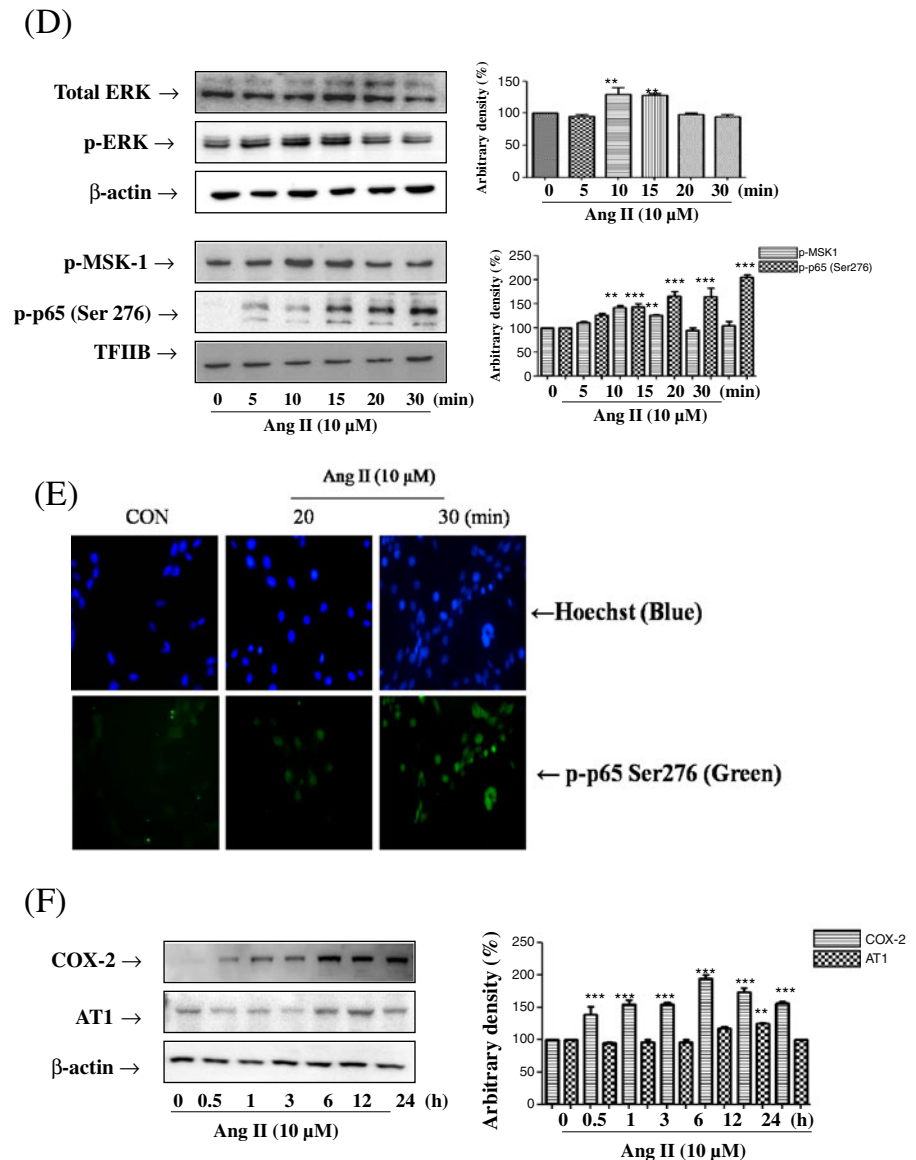 (D)
Total ERK →
p-ERK →
β-actin →
p-MSK-1 →
p-p65 (Ser 276) →
TFIIB →
0 5 10 15 20 30 (min)
Ang II (10 µM)
Arbitrary density (%)
150
100
50
0
** **
0 5 10 15 20 30 (min)
Ang II (10 µM)
p-MSK1
p-p65 (Ser276)
Arbitrary density (%)
250
200
150
100
50
0
** *** ** *** *** ***
0 5 10 15 20 30 (min)
Ang II (10 µM)
(E)
Ang II (10 µM)
CON 20 30 (min)
←Hoechst (Blue)
← p-p65 Ser276 (Green)
(F)
COX-2 →
AT1 →
β-actin →
0 0.5 1 3 6 12 24 (h)
Ang II (10 µM)
COX-2
AT1
Arbitrary density (%)
250
200
150
100
50
0
*** *** *** *** *** ** ***
0 0.5 1 3 6 12 24 (h)
Ang II (10 µM)